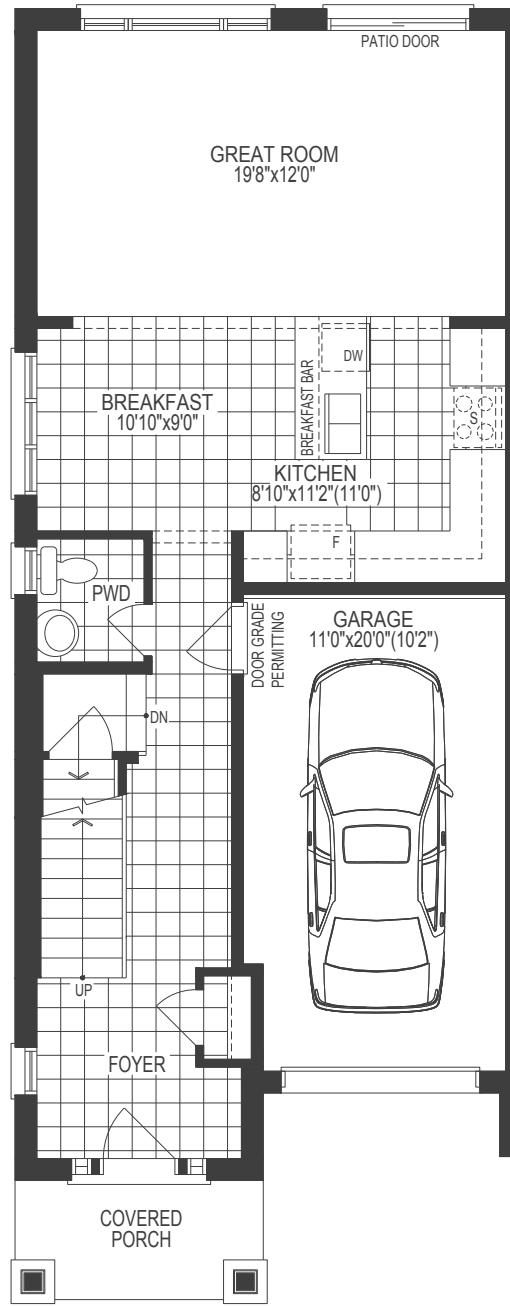 PATIO DOOR
GREAT ROOM
19'8"x12'0"
DW
BREAKFAST BAR
S
BREAKFAST
10'10"x9'0"
KITCHEN
8'10"x11'2"(11'0")
F
PWD
DOOR GRADE
PERMITTING
GARAGE
11'0"x20'0"(10'2")
DN
UP
FOYER
COVERED
PORCH